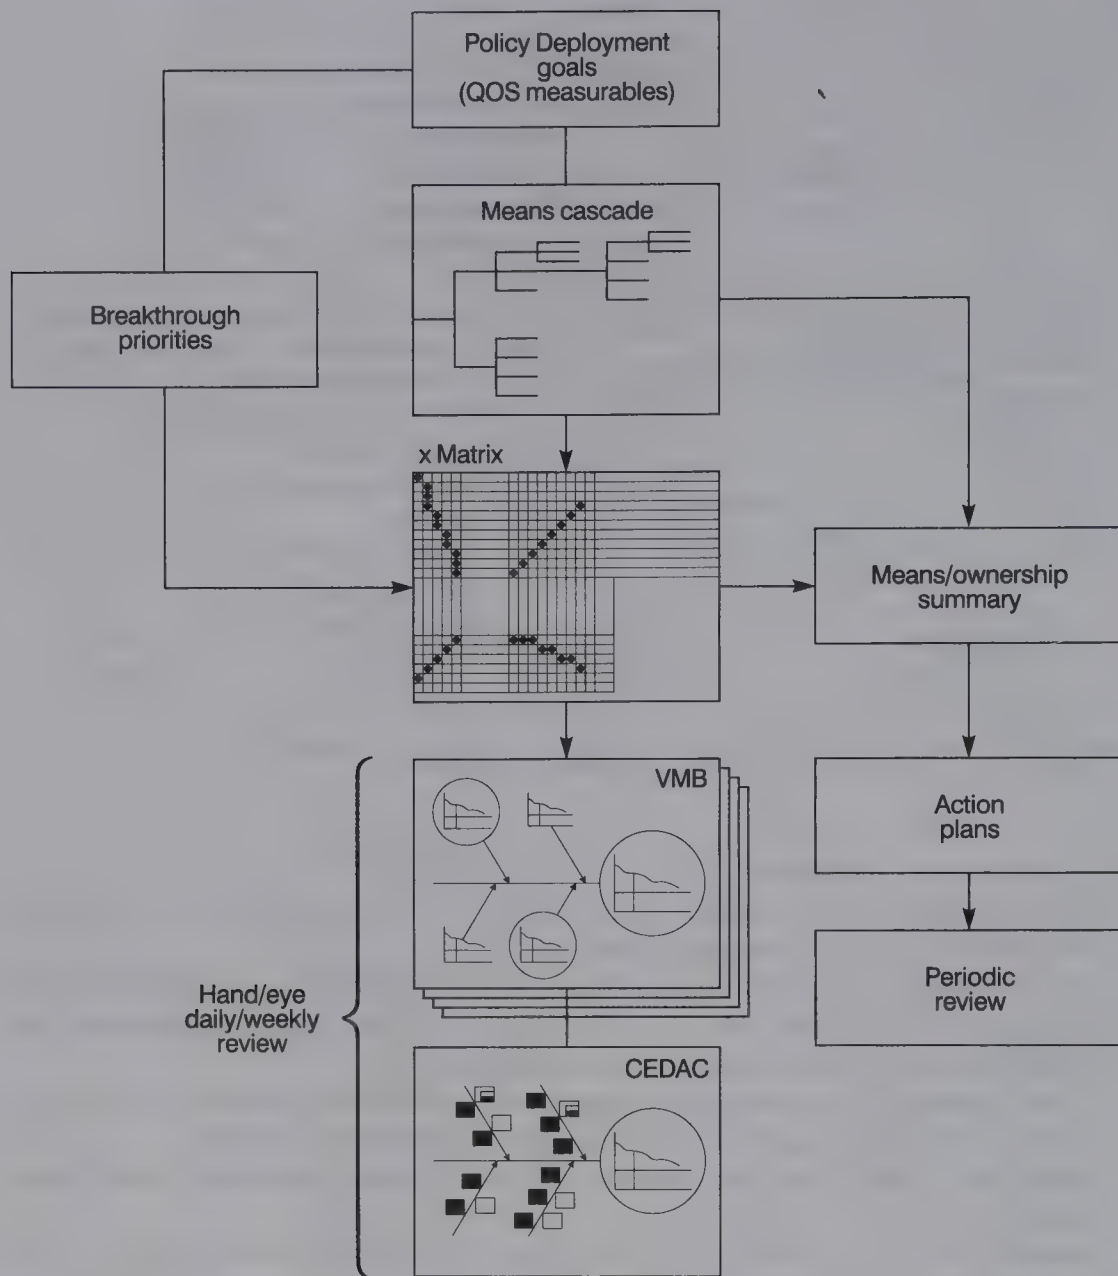 Policy Deployment
goals
(QOS measurables)
Means cascade
Breakthrough
priorities
x Matrix
Means/ownership
summary
VMB
Action
plans
Hand/eye
daily/weekly
review
Periodic
review
CEDAC